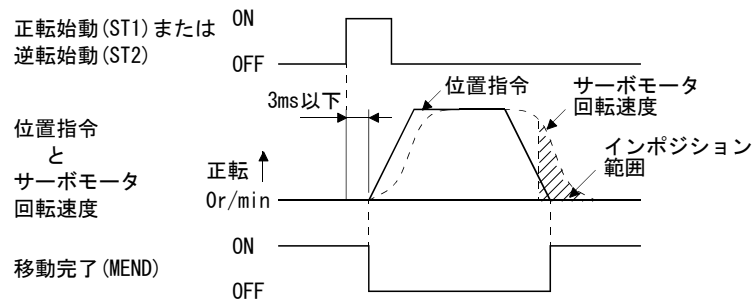 正転始動(ST1)または
逆転始動(ST2)
ON
OFF
3ms以下
位置指令
サーボモータ
回転速度
インポジション
範囲
位置指令
と
サーボモータ
回転速度
正転
0r/min
移動完了(MEND)
ON
OFF